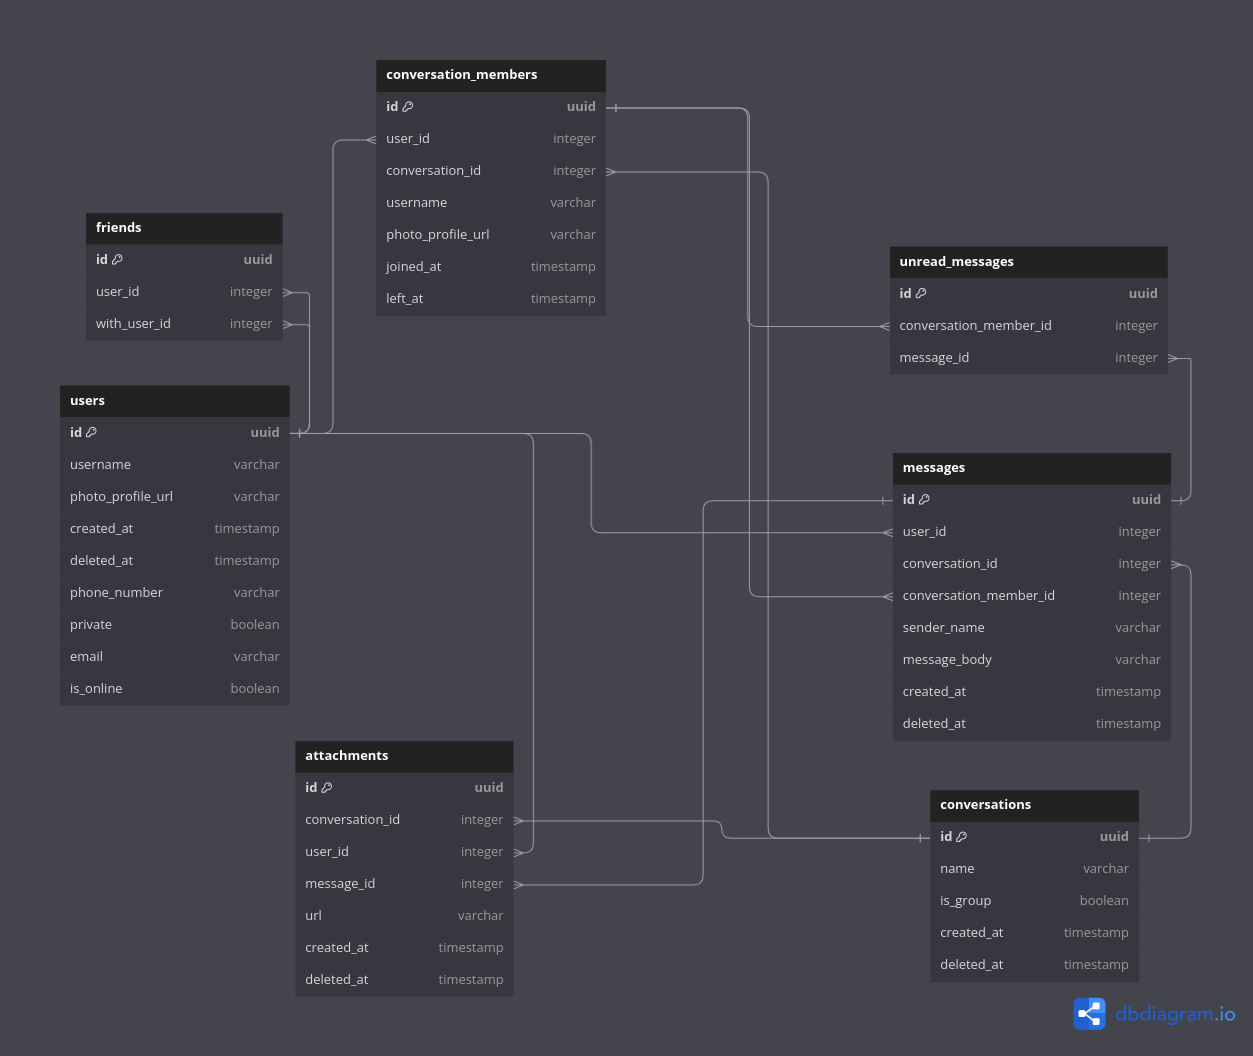 conversation_members
id uuid
user_id integer
conversation_id integer
username varchar
photo_profile_url varchar
joined_at timestamp
left_at timestamp
friends
id uuid
user_id integer
with_user_id integer
unread_messages
id uuid
conversation_member_id integer
message_id integer
users
id uuid
username varchar
photo_profile_url varchar
created_at timestamp
deleted_at timestamp
phone_number varchar
private boolean
email varchar
is_online boolean
messages
id uuid
user_id integer
conversation_id integer
conversation_member_id integer
sender_name varchar
message_body varchar
created_at timestamp
deleted_at timestamp
attachments
id uuid
conversation_id integer
user_id integer
message_id integer
url varchar
created_at timestamp
deleted_at timestamp
conversations
id uuid
name varchar
is_group boolean
created_at timestamp
deleted_at timestamp
dbdiagram.io